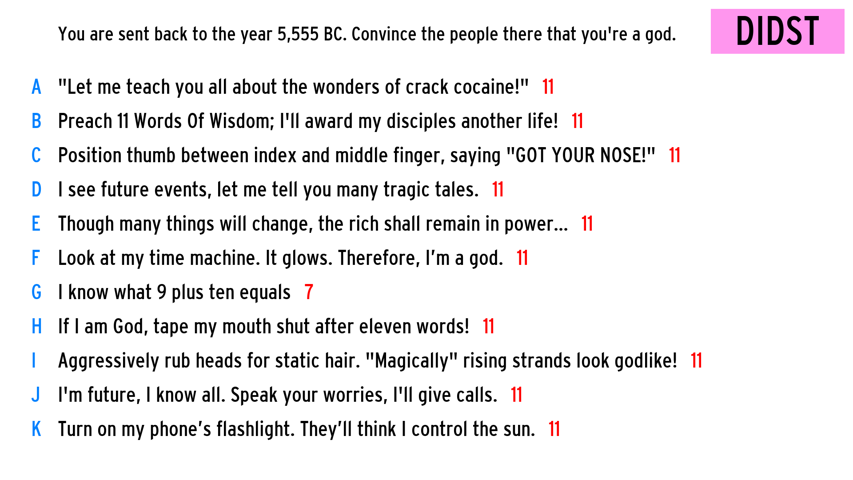 You are sent back to the year 5,555 BC. Convince the people there that you're a god.
DIDST
A "Let me teach you all about the wonders of crack cocaine!" 11
B Preach 11 Words Of Wisdom; I'll award my disciples another life! 11
C Position thumb between index and middle finger, saying "GOT YOUR NOSE!" 11
D I see future events, let me tell you many tragic tales. 11
E Though many things will change, the rich shall remain in power... 11
F Look at my time machine. It glows. Therefore, I’m a god. 11
G I know what 9 plus ten equals 7
H If I am God, tape my mouth shut after eleven words! 11
I Aggressively rub heads for static hair. "Magically" rising strands look godlike! 11
J I'm future, I know all. Speak your worries, I'll give calls. 11
K Turn on my phone’s flashlight. They’ll think I control the sun. 11